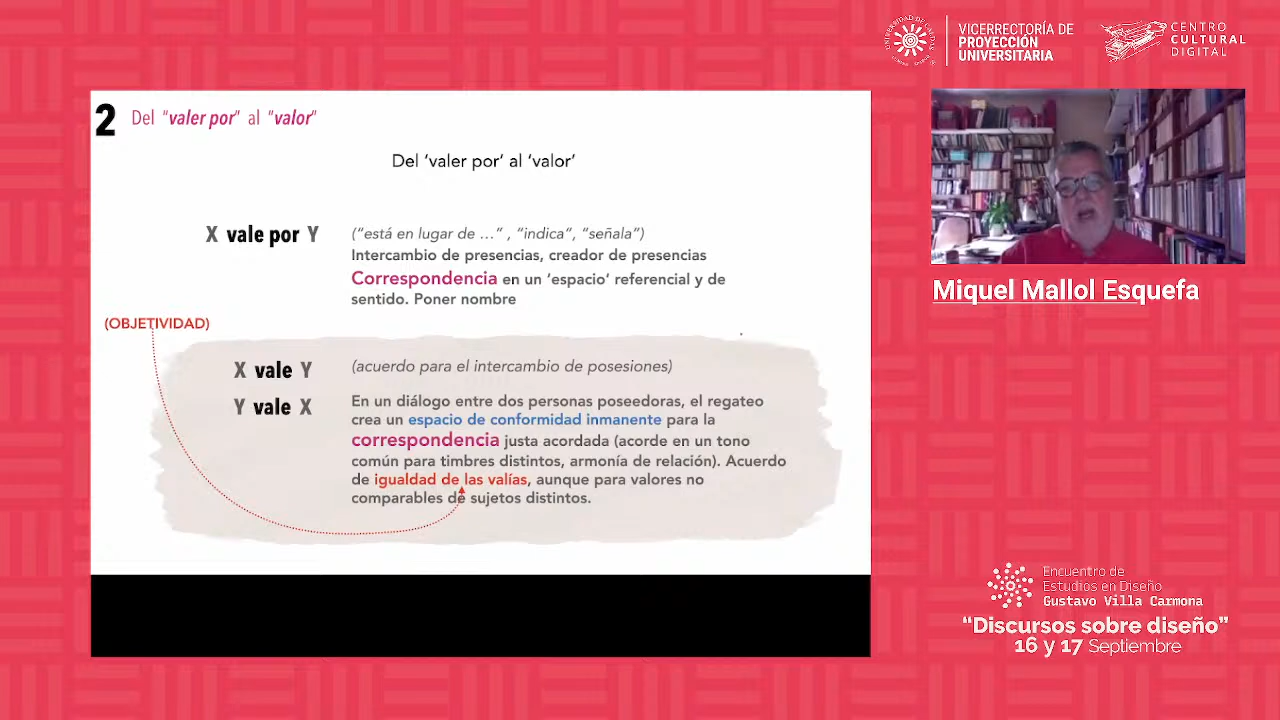 UNIVERSIDAD DE CALDAS
VICERRECTORÍA DE
PROYECCIÓN
UNIVERSITARIA
CENTRO
CULTURAL
DIGITAL
2 Del "valer por" al "valor"
Del 'valer por' al 'valor'
X vale por Y
("está en lugar de ..." , "indica", "señala")
Intercambio de presencias, creador de presencias
Correspondencia en un 'espacio' referencial y de
sentido. Poner nombre
(OBJETIVIDAD)
X vale Y
(acuerdo para el intercambio de posesiones)
Y vale X
En un diálogo entre dos personas poseedoras, el regateo
crea un espacio de conformidad inmanente para la
correspondencia justa acordada (acorde en un tono
común para timbres distintos, armonía de relación). Acuerdo
de igualdad de las valías, aunque para valores no
comparables de sujetos distintos.
Miquel Mallol Esquefa
Encuentro de
Estudios en Diseño
Gustavo Villa Carmona
"Discursos sobre diseño"
16 y 17 Septiembre